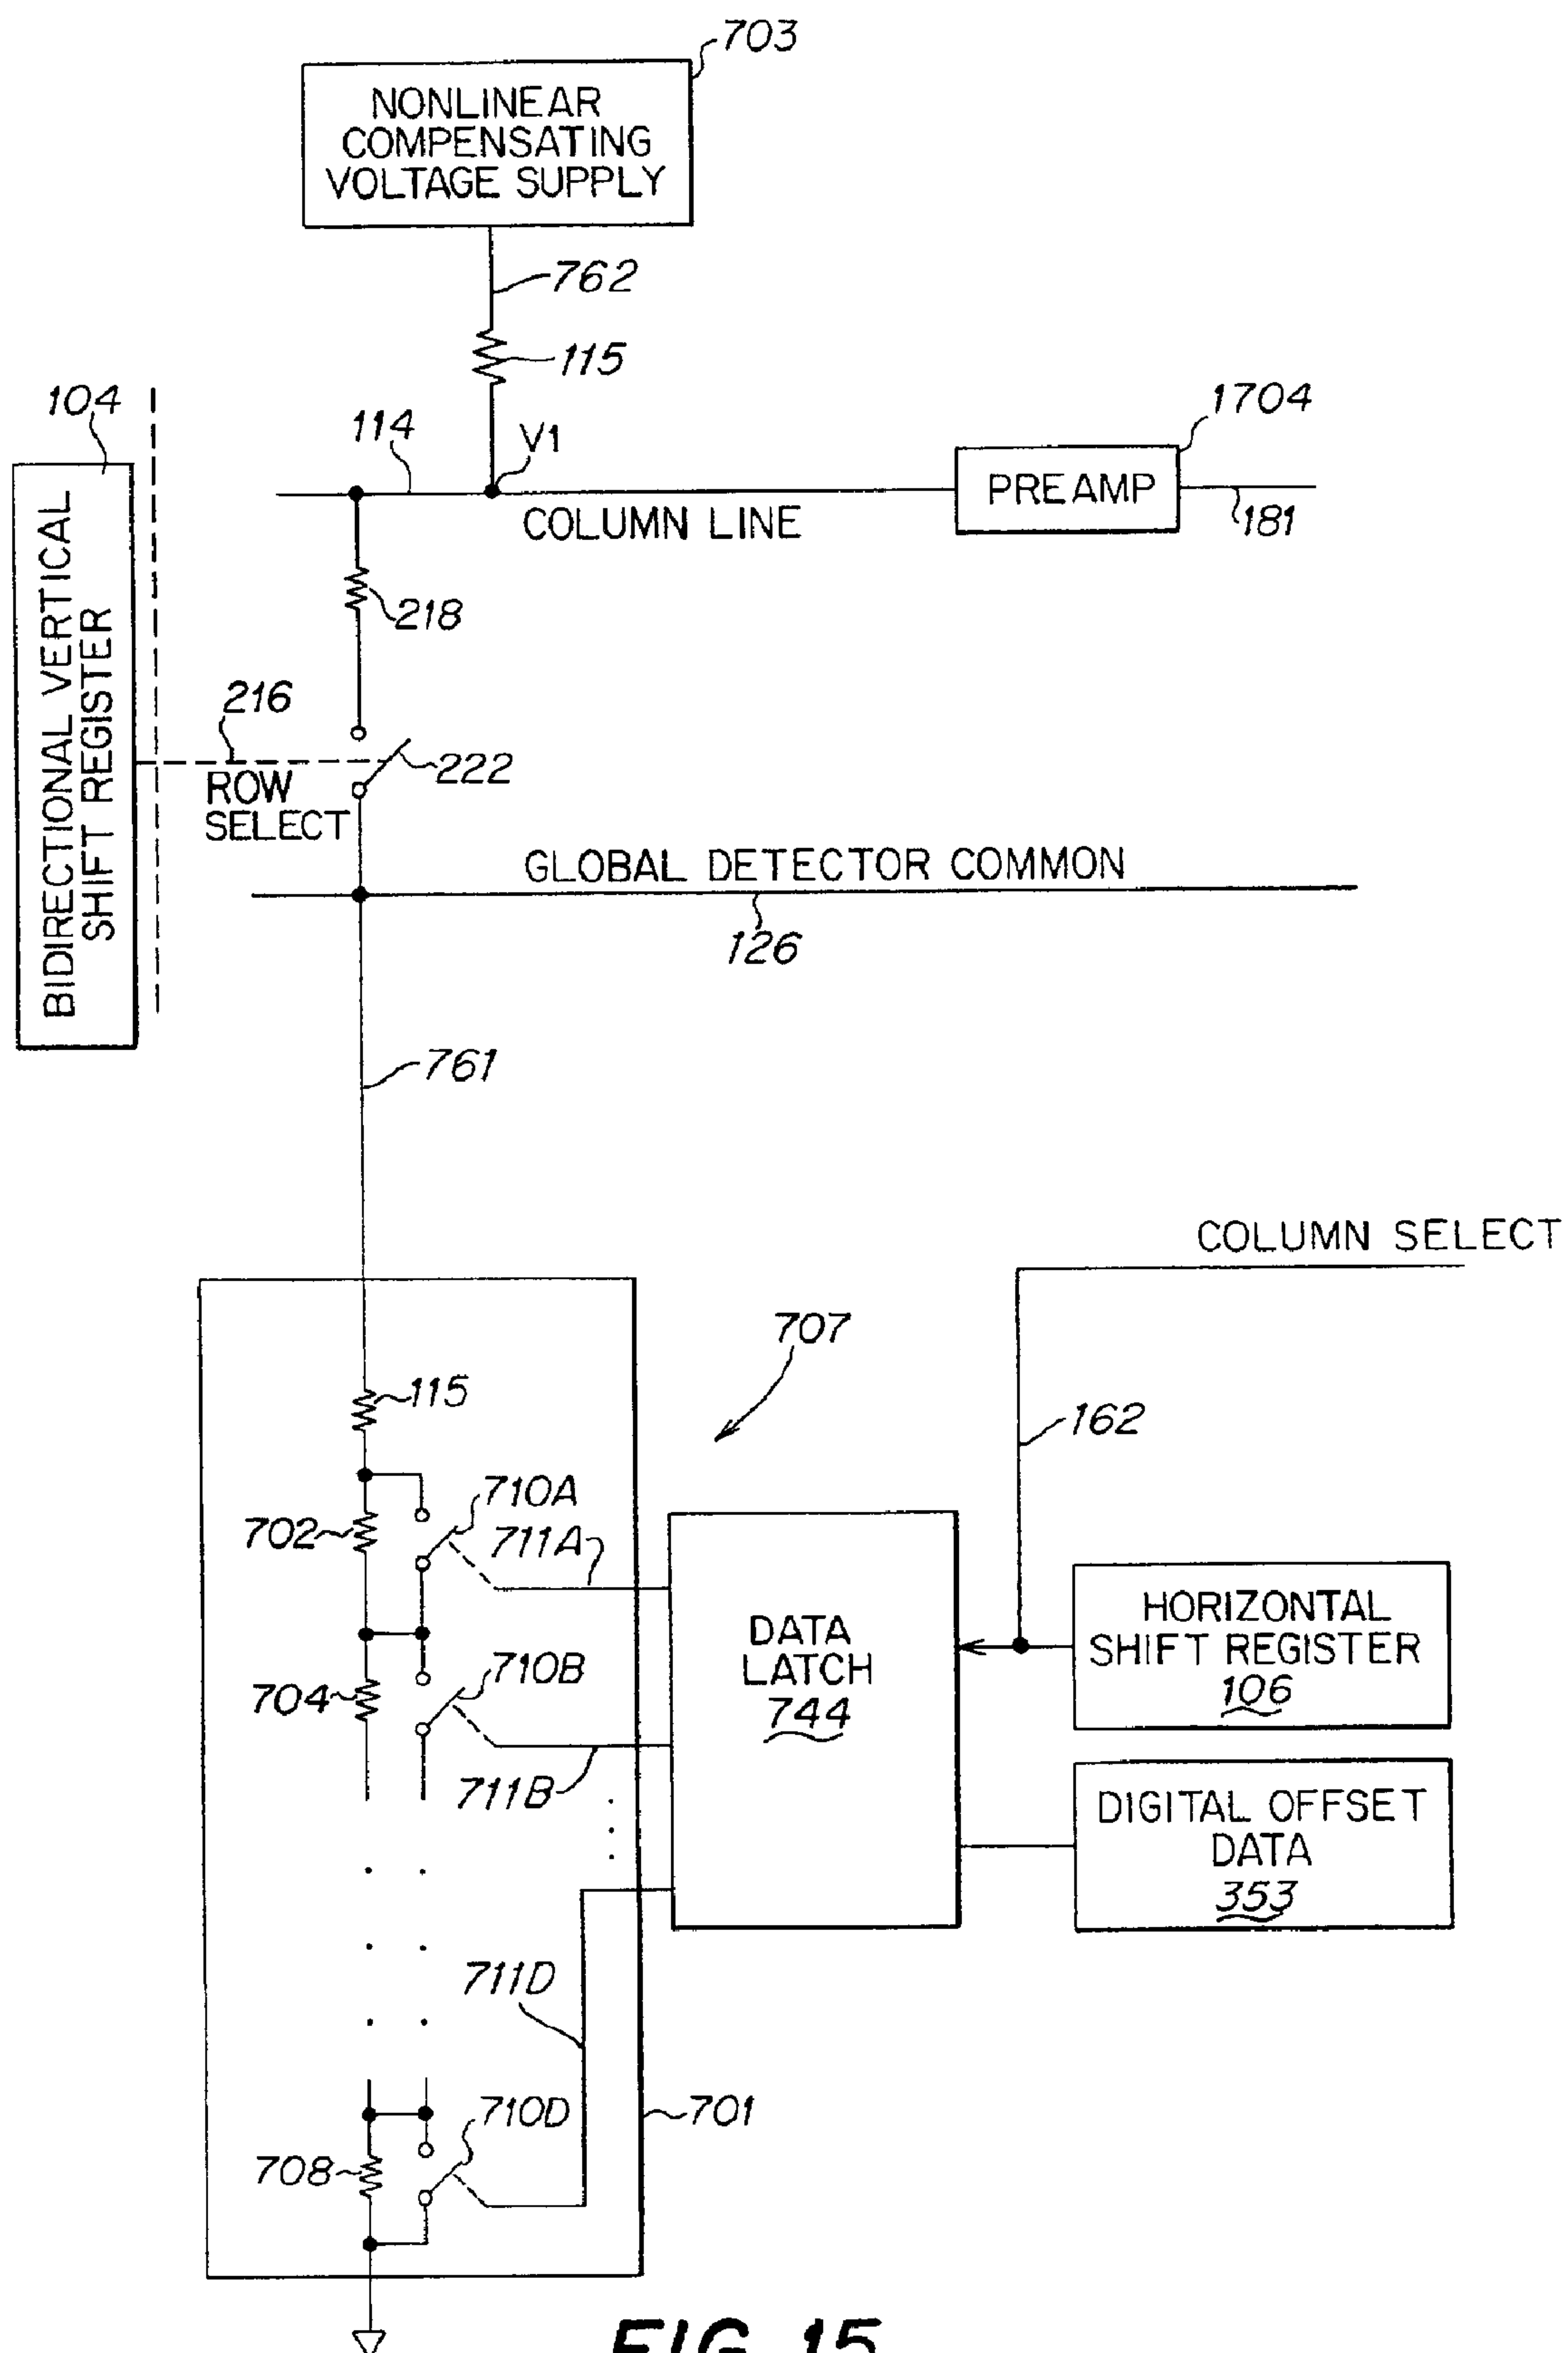 703
NONLINEAR
COMPENSATING
VOLTAGE SUPPLY
762
115
104
114
V1
1704
PREAMP
181
COLUMN LINE
BIDIRECTIONAL VERTICAL
SHIFT REGISTER
218
216
ROW
SELECT
222
GLOBAL DETECTOR COMMON
126
761
COLUMN SELECT
707
115
162
710A
702
711A
HORIZONTAL
SHIFT REGISTER
106
DATA
LATCH
744
710B
704
711B
DIGITAL OFFSET
DATA
353
711D
710D
701
708
FIG. 15